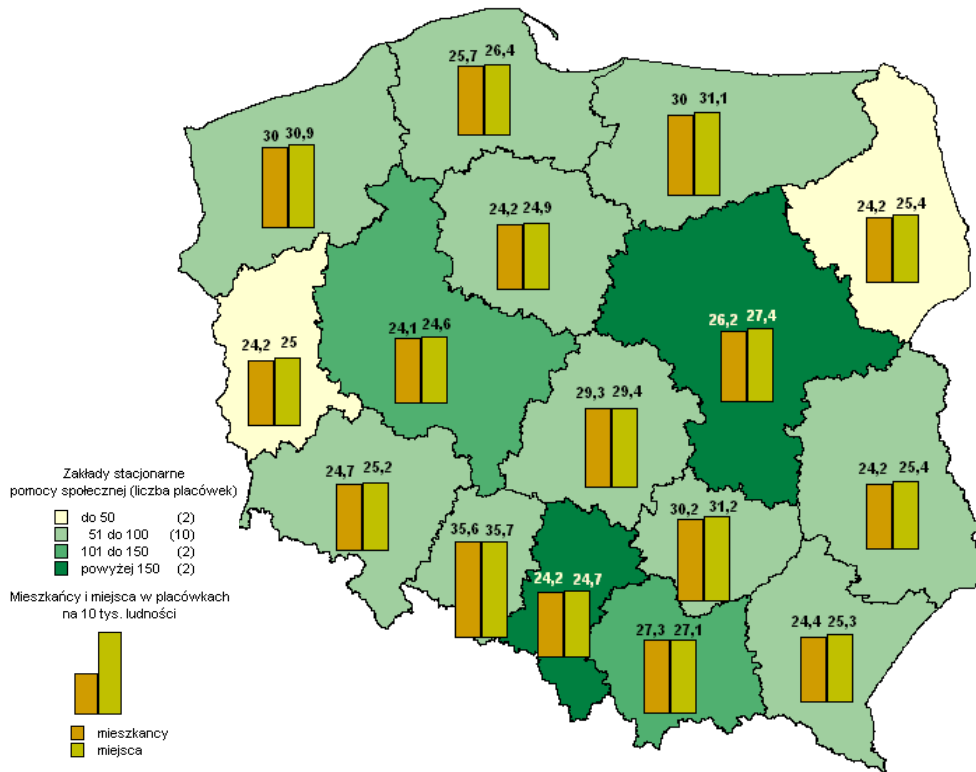 25,7 26,4
30 31,1
30 30,9
24,2 24,9
24,2 25,4
26,2 27,4
24,1 24,6
24,2 25
29,3 29,4
24,7 25,2
24,2 25,4
30,2 31,2
35,6 35,7
24,2 24,7
27,3 27,1
24,4 25,3
Zakłady stacjonarne
pomocy społecznej (liczba placówek)
do 50 (2)
51 do 100 (10)
101 do 150 (2)
powyżej 150 (2)
Mieszkańcy i miejsca w placówkach
na 10 tys. ludności
mieszkancy
miejsca